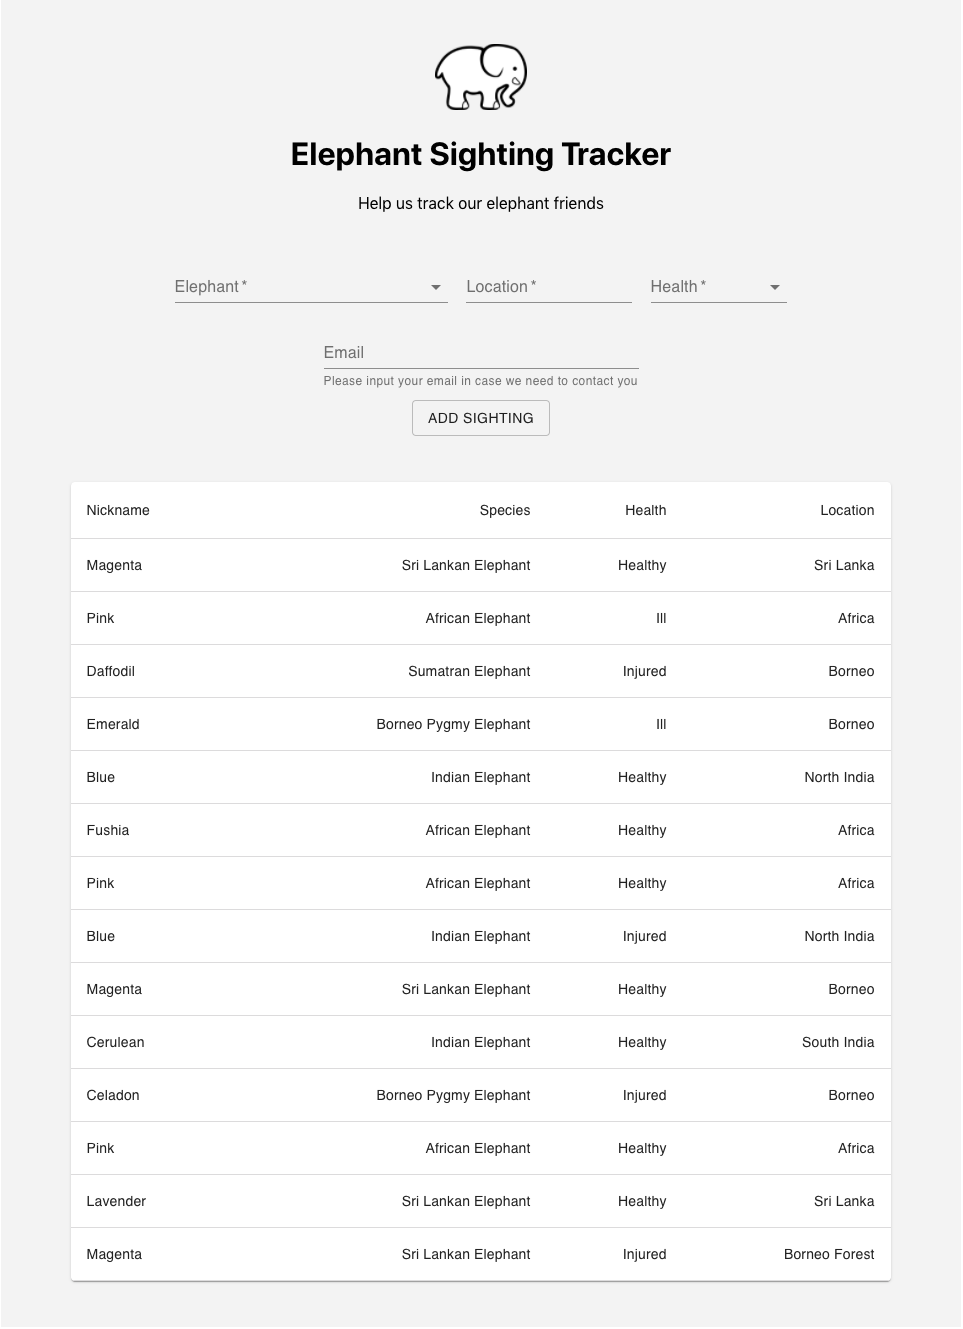 Elephant Sighting Tracker
Help us track our elephant friends
Elephant * Location * Health *
Email
Please input your email in case we need to contact you
ADD SIGHTING
Nickname Species Health Location
Magenta Sri Lankan Elephant Healthy Sri Lanka
Pink African Elephant Ill Africa
Daffodil Sumatran Elephant Injured Borneo
Emerald Borneo Pygmy Elephant Ill Borneo
Blue Indian Elephant Healthy North India
Fushia African Elephant Healthy Africa
Pink African Elephant Healthy Africa
Blue Indian Elephant Injured North India
Magenta Sri Lankan Elephant Healthy Borneo
Cerulean Indian Elephant Healthy South India
Celadon Borneo Pygmy Elephant Injured Borneo
Pink African Elephant Healthy Africa
Lavender Sri Lankan Elephant Healthy Sri Lanka
Magenta Sri Lankan Elephant Injured Borneo Forest